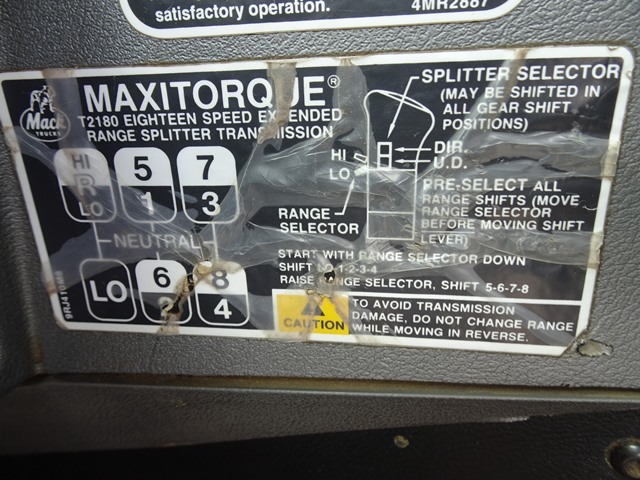 satisfactory operation.
4MR2887
Mack
TRUCKS
MAXITORQUE®
T2180 EIGHTEEN SPEED EXTENDED
RANGE SPLITTER TRANSMISSION
HI
R
LO
5
1
7
3
NEUTRAL
LO
6
2
8
4
SPLITTER SELECTOR
(MAY BE SHIFTED IN
ALL GEAR SHIFT
POSITIONS)
DIR.
U.D.
HI
LO
RANGE
SELECTOR
PRE-SELECT ALL
RANGE SHIFTS (MOVE
RANGE SELECTOR
BEFORE MOVING SHIFT
LEVER)
START WITH RANGE SELECTOR DOWN
SHIFT LO-1-2-3-4
RAISE RANGE SELECTOR, SHIFT 5-6-7-8
CAUTION
TO AVOID TRANSMISSION
DAMAGE, DO NOT CHANGE RANGE
WHILE MOVING IN REVERSE.